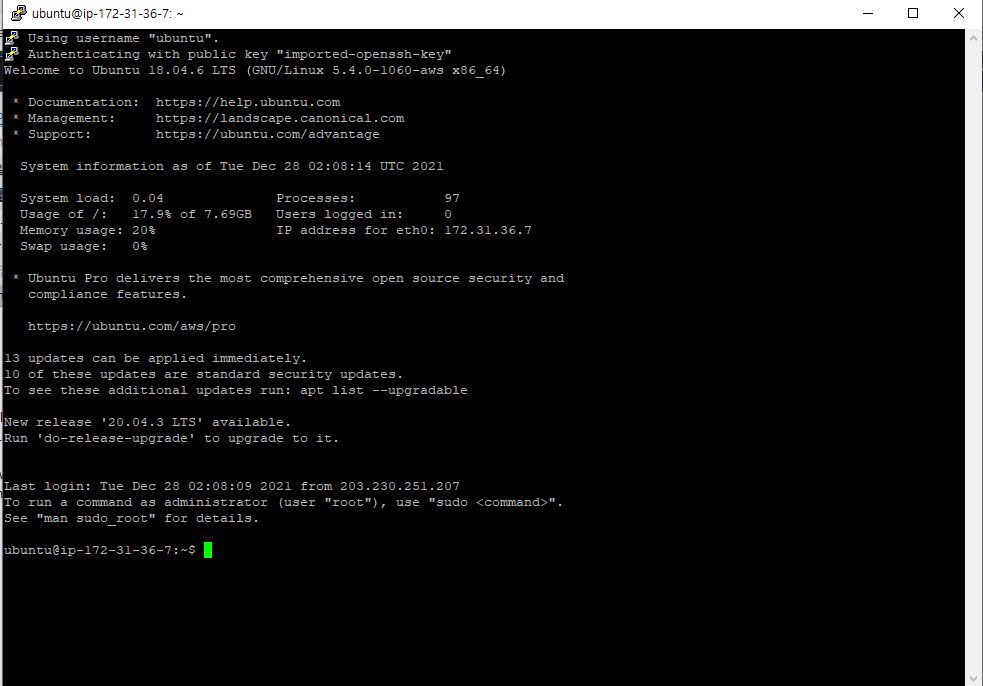 ubuntu@ip-172-31-36-7: ~
Using username "ubuntu".
Authenticating with public key "imported-openssh-key"
Welcome to Ubuntu 18.04.6 LTS (GNU/Linux 5.4.0-1060-aws x86_64)
* Documentation:  https://help.ubuntu.com
* Management:     https://landscape.canonical.com
* Support:        https://ubuntu.com/advantage
System information as of Tue Dec 28 02:08:14 UTC 2021
System load:  0.04              Processes:           97
Usage of /:   17.9% of 7.69GB   Users logged in:     0
Memory usage: 20%               IP address for eth0: 172.31.36.7
Swap usage:   0%
* Ubuntu Pro delivers the most comprehensive open source security and
compliance features.
https://ubuntu.com/aws/pro
13 updates can be applied immediately.
10 of these updates are standard security updates.
To see these additional updates run: apt list --upgradable
New release '20.04.3 LTS' available.
Run 'do-release-upgrade' to upgrade to it.
Last login: Tue Dec 28 02:08:09 2021 from 203.230.251.207
To run a command as administrator (user "root"), use "sudo <command>".
See "man sudo_root" for details.
ubuntu@ip-172-31-36-7:~$